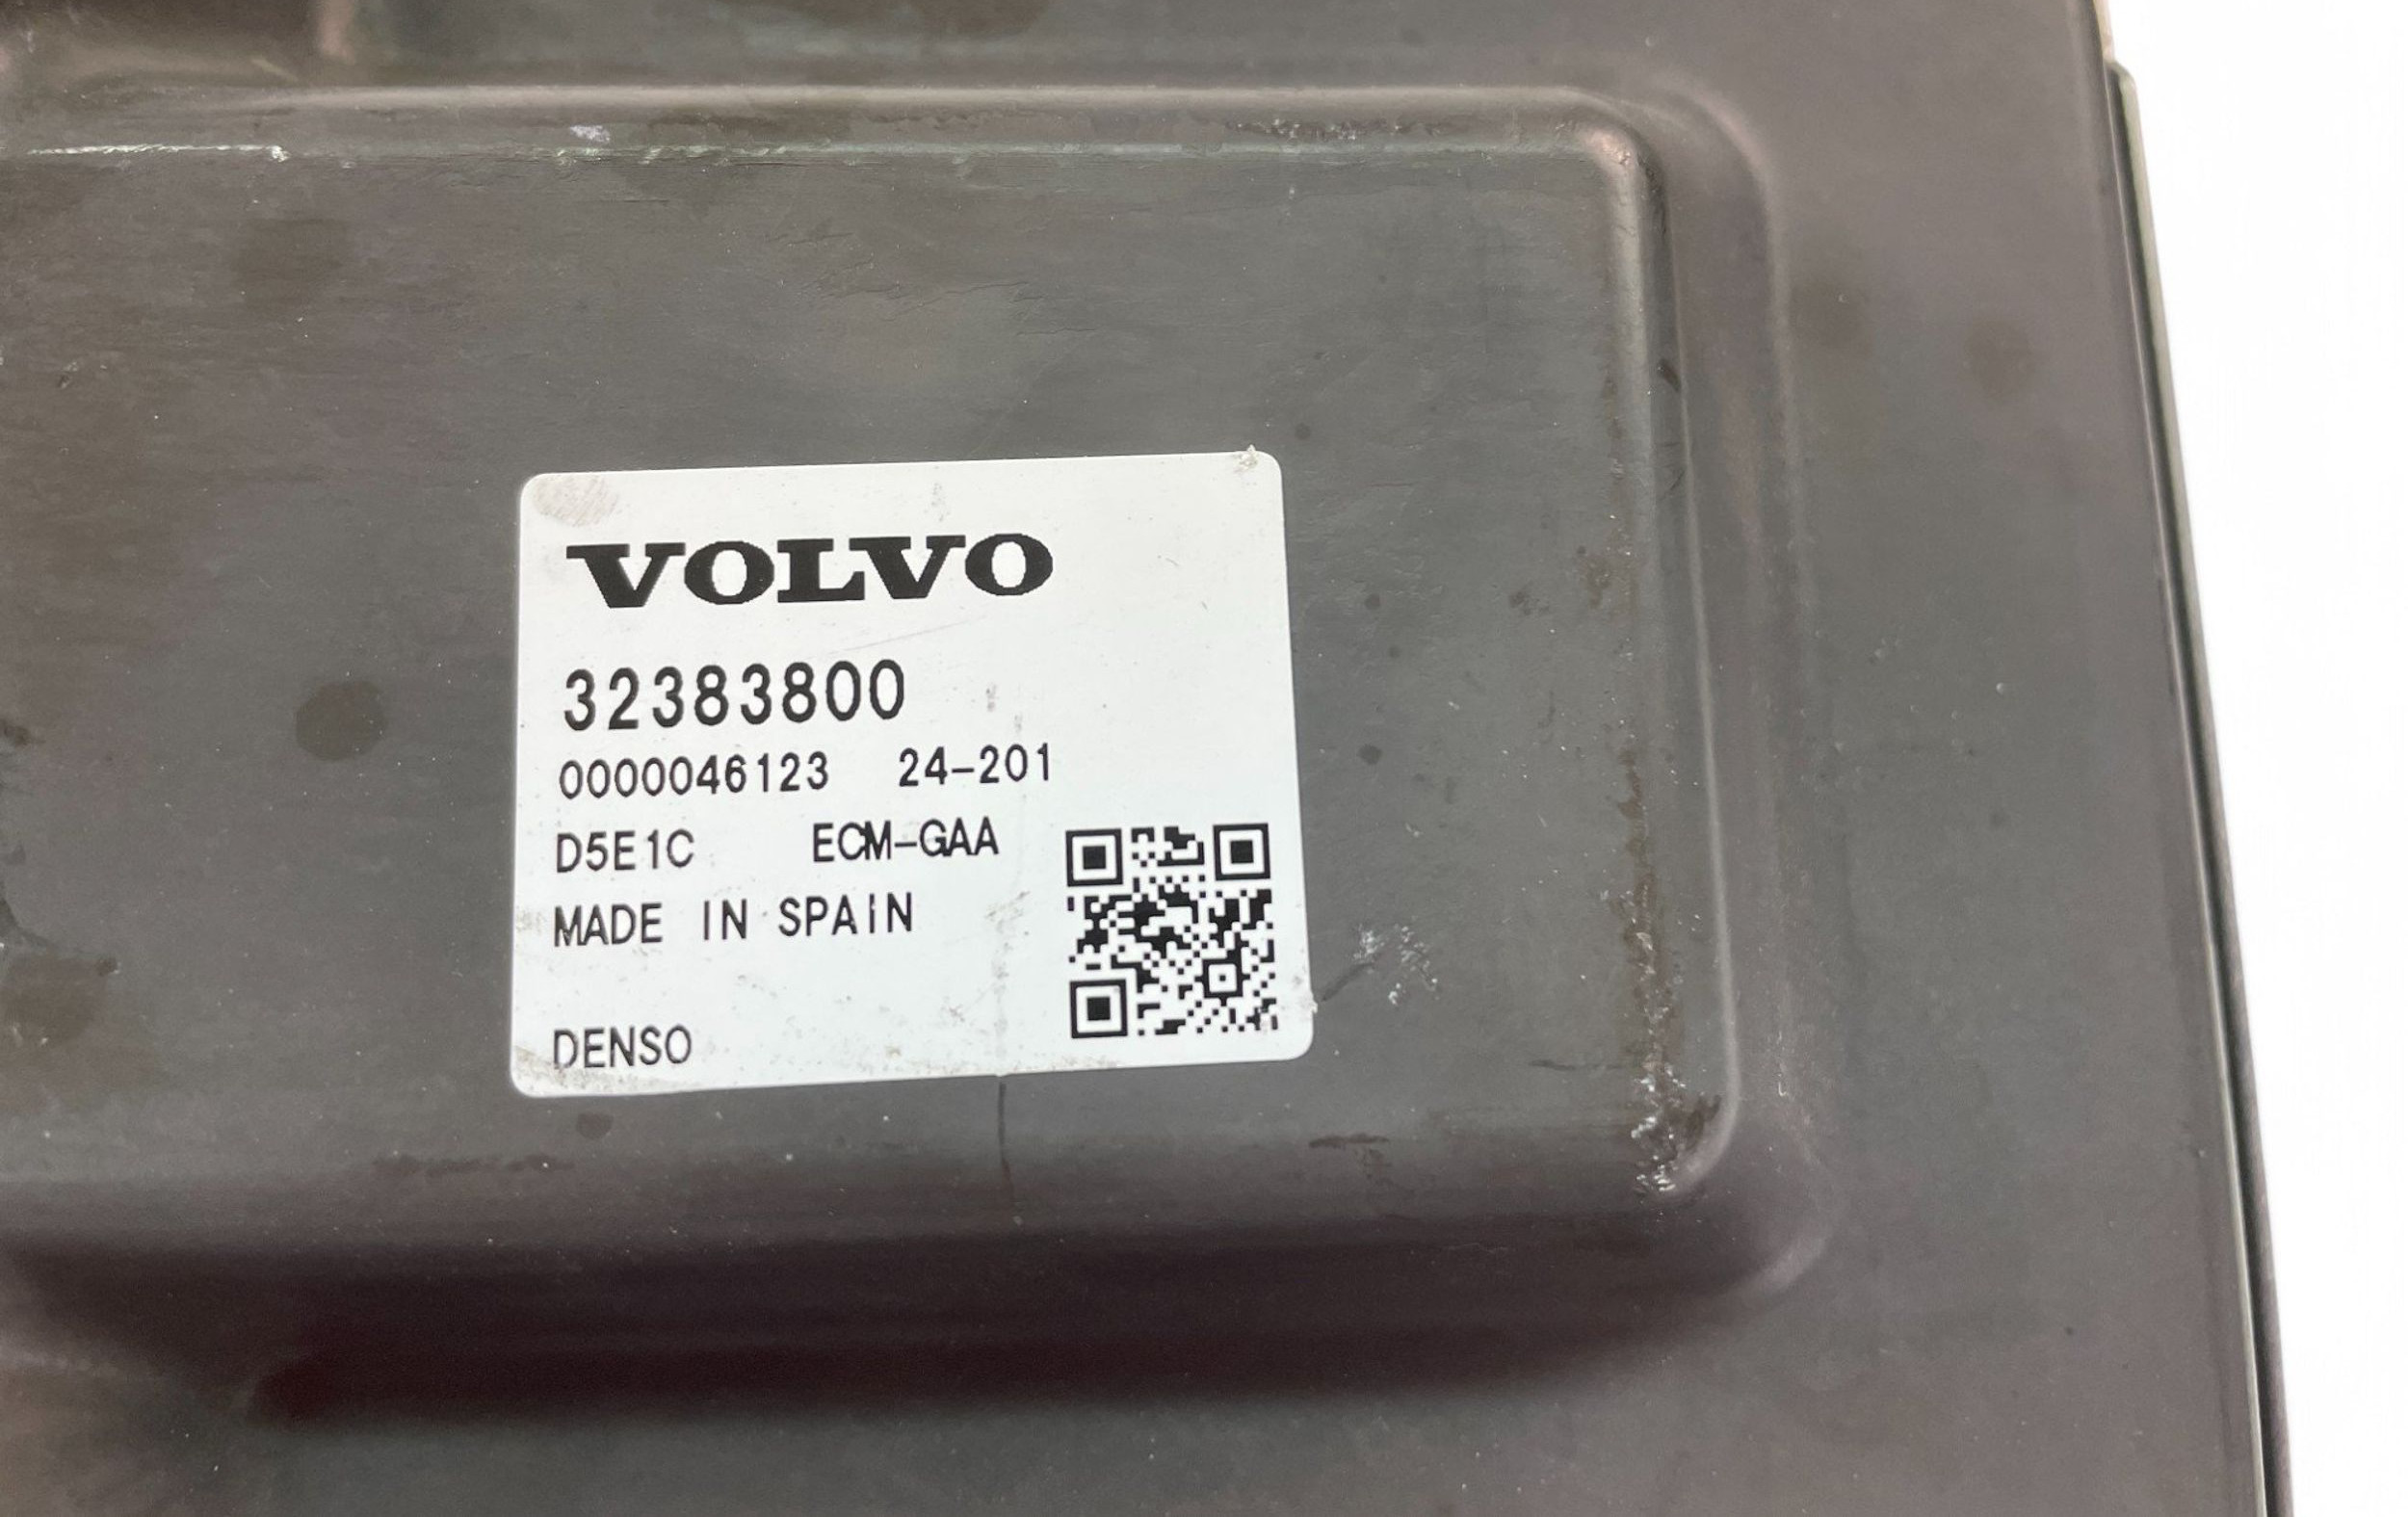 VOLVO
32383800
0000046123 24-201
D5E1C ECM-GAA
MADE IN SPAIN
DENSO